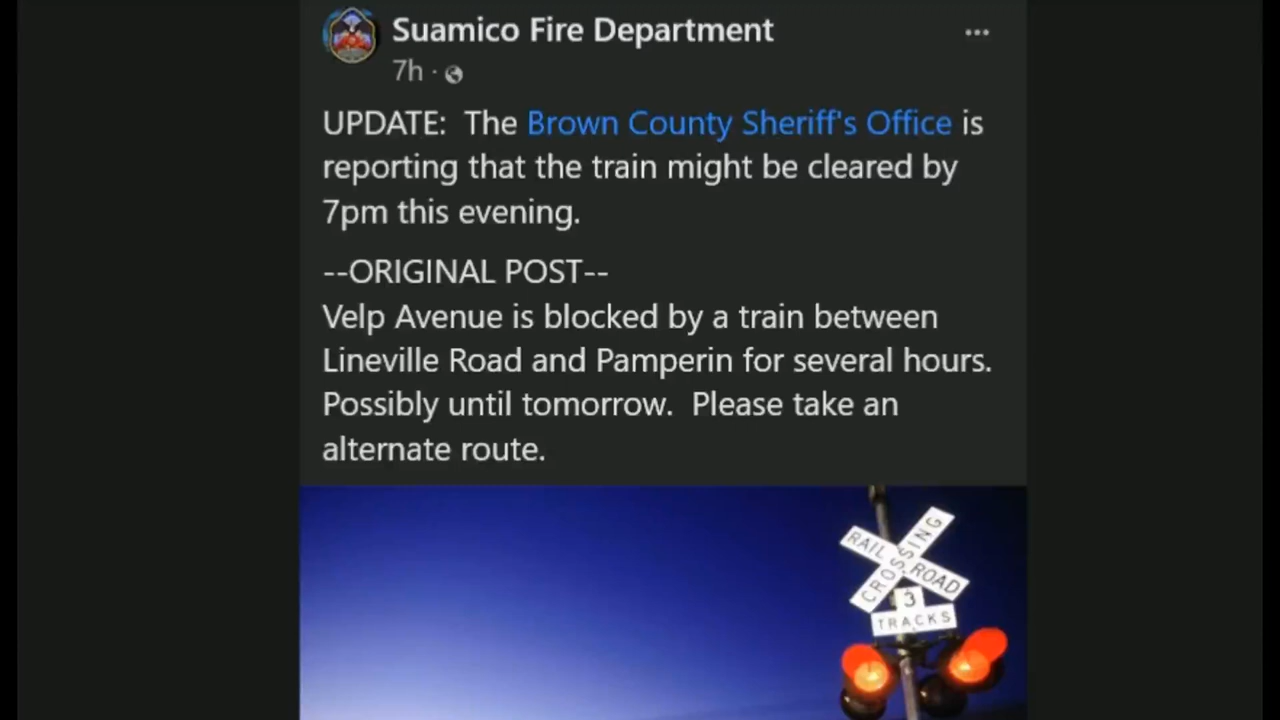 Suamico Fire Department
7h ·
UPDATE:  The Brown County Sheriff's Office is
reporting that the train might be cleared by
7pm this evening.
--ORIGINAL POST--
Velp Avenue is blocked by a train between
Lineville Road and Pamperin for several hours.
Possibly until tomorrow.  Please take an
alternate route.
RAIL ROAD
CROSSING
3
TRACKS